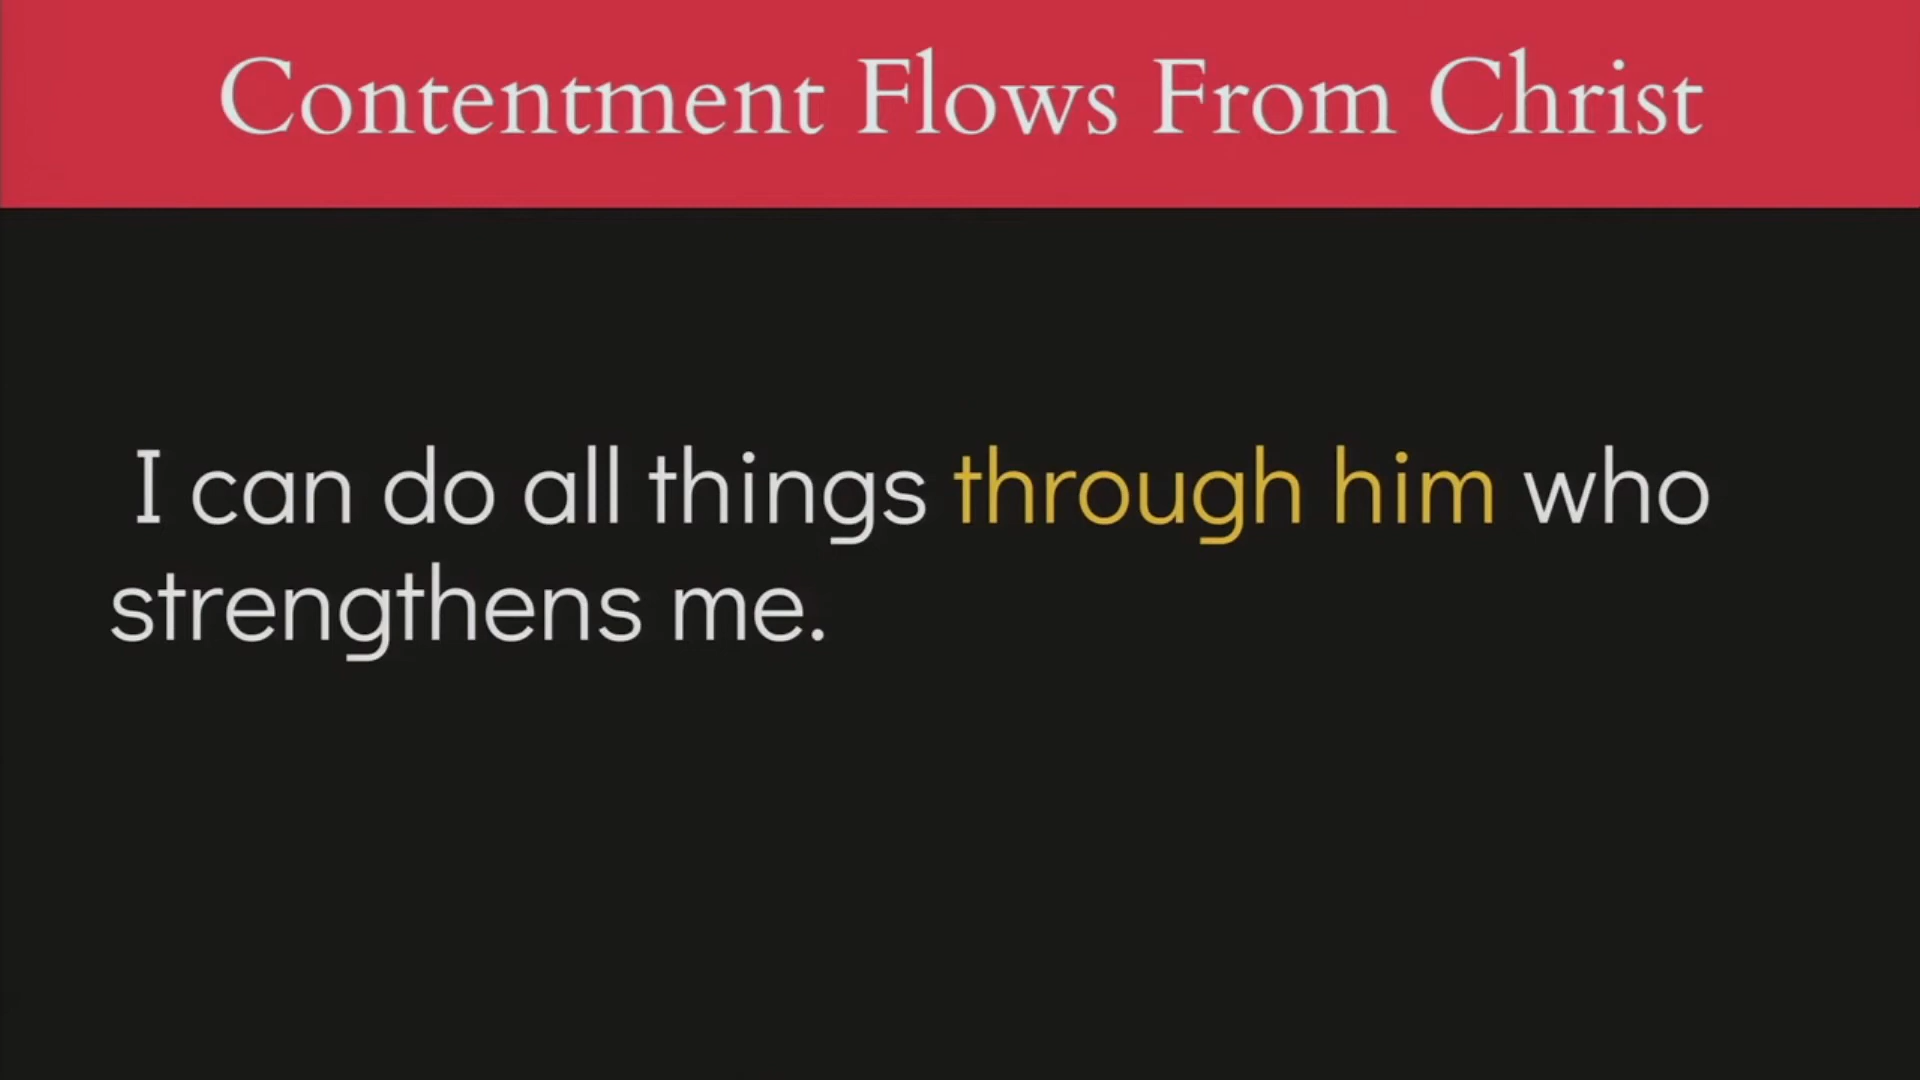 Contentment Flows From Christ
I can do all things through him who
strengthens me.